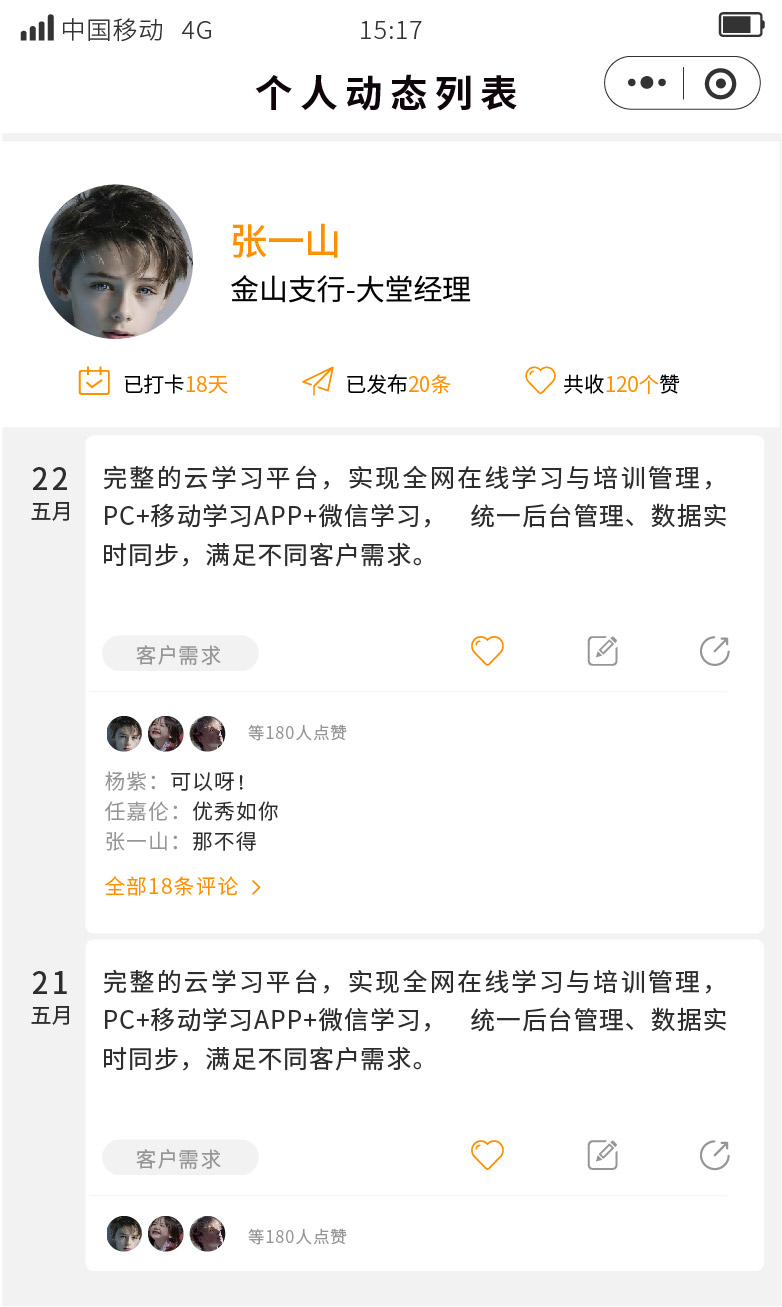 中国移动 4G 15:17
个人动态列表
张一山
金山支行-大堂经理
已打卡18天 已发布20条 共收120个赞
22
五月
完整的云学习平台，实现全网在线学习与培训管理，
PC+移动学习APP+微信学习， 统一后台管理、数据实
时同步，满足不同客户需求。
客户需求
等180人点赞
杨紫：可以呀！
任嘉伦：优秀如你
张一山：那不得
全部18条评论 >
21
五月
完整的云学习平台，实现全网在线学习与培训管理，
PC+移动学习APP+微信学习， 统一后台管理、数据实
时同步，满足不同客户需求。
客户需求
等180人点赞